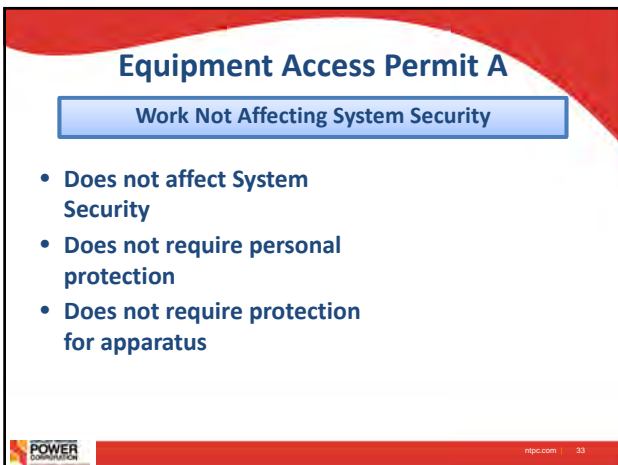 Equipment Access Permit A
Work Not Affecting System Security
• Does not affect System
Security
• Does not require personal
protection
• Does not require protection
for apparatus
POWER
CORPORATION
ntpc.com | 33